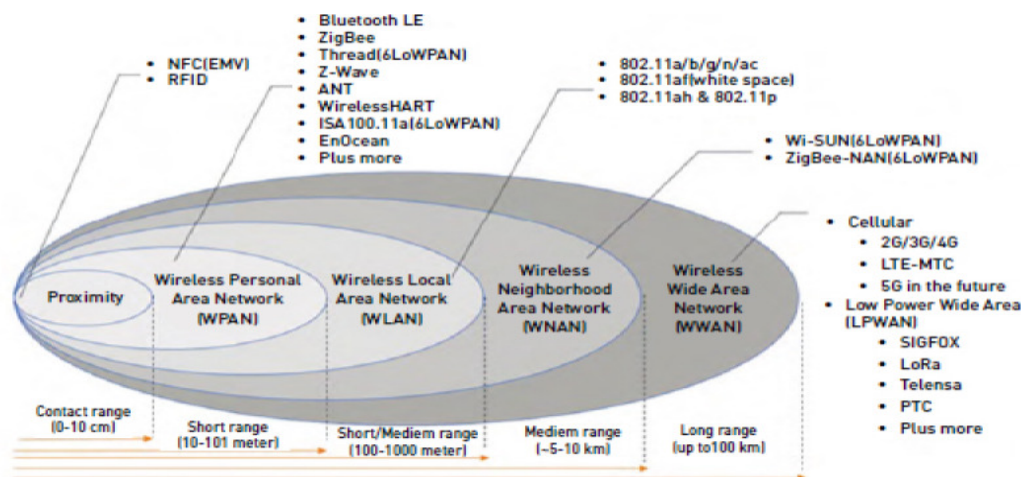 • NFC(EMV)
• RFID
• Bluetooth LE
• ZigBee
• Thread(6LoWPAN)
• Z-Wave
• ANT
• WirelessHART
• ISA100.11a(6LoWPAN)
• EnOcean
• Plus more
• 802.11a/b/g/n/ac
• 802.11af(white space)
• 802.11ah & 802.11p
• Wi-SUN(6LoWPAN)
• ZigBee-NAN(6LoWPAN)
• Cellular
• 2G/3G/4G
• LTE-MTC
• 5G in the future
• Low Power Wide Area
(LPWAN)
• SIGFOX
• LoRa
• Telensa
• PTC
• Plus more
Proximity
Wireless Personal
Area Network
(WPAN)
Wireless Local
Area Network
(WLAN)
Wireless
Neighborhood
Area Network
(WNAN)
Wireless
Wide Area
Network
(WWAN)
Contact range
(0-10 cm)
Short range
(10-101 meter)
Short/Mediem range
(100-1000 meter)
Mediem range
(~5-10 km)
Long range
(up to100 km)